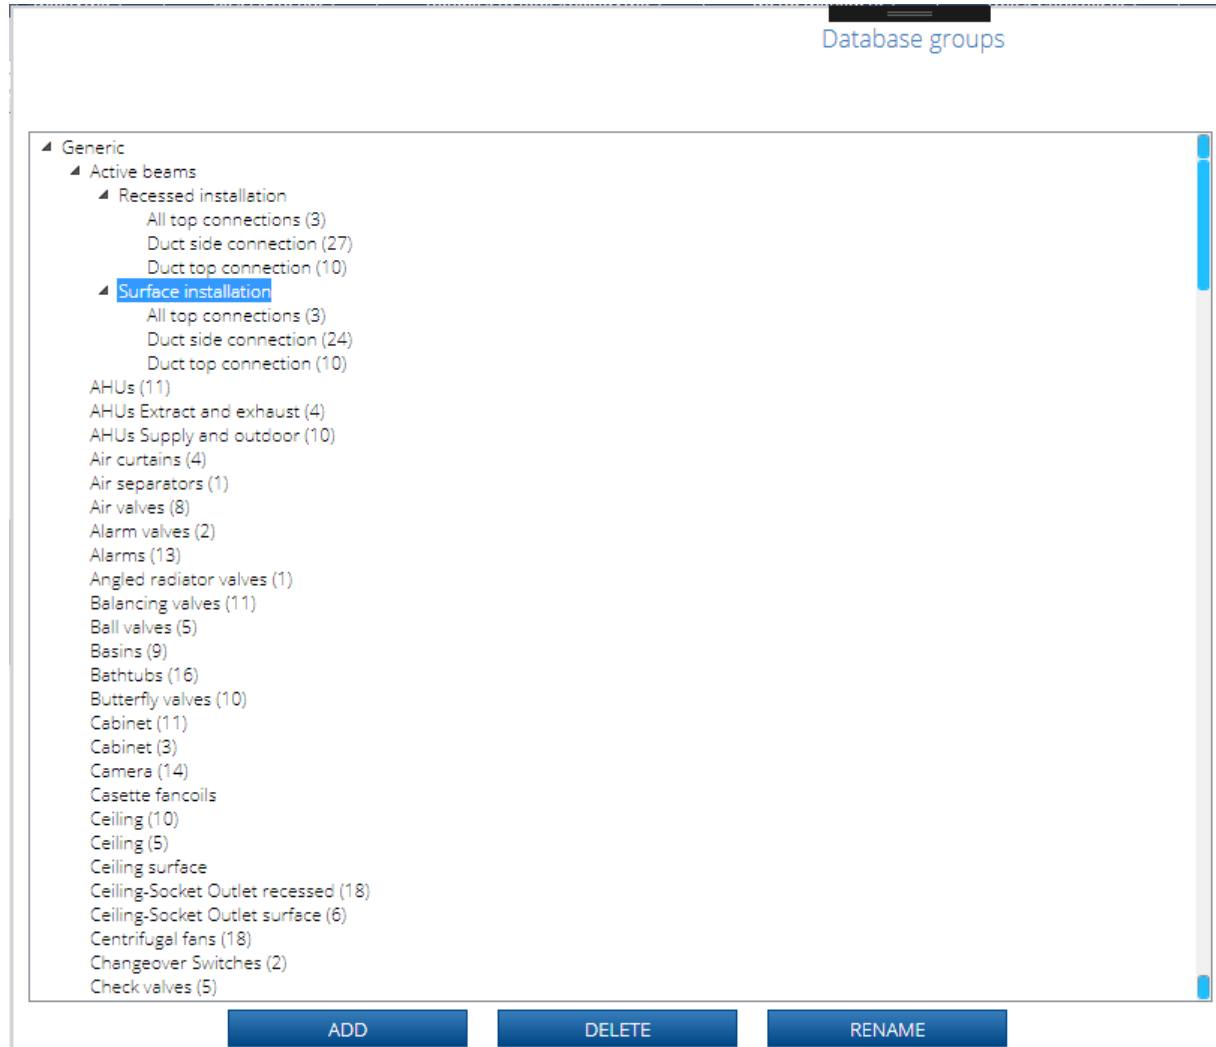 Database groups
Generic
Active beams
Recessed installation
All top connections (3)
Duct side connection (27)
Duct top connection (10)
Surface installation
All top connections (3)
Duct side connection (24)
Duct top connection (10)
AHUs (11)
AHUs Extract and exhaust (4)
AHUs Supply and outdoor (10)
Air curtains (4)
Air separators (1)
Air valves (8)
Alarm valves (2)
Alarms (13)
Angled radiator valves (1)
Balancing valves (11)
Ball valves (5)
Basins (9)
Bathtubs (16)
Butterfly valves (10)
Cabinet (11)
Cabinet (3)
Camera (14)
Casette fancoils
Ceiling (10)
Ceiling (5)
Ceiling surface
Ceiling-Socket Outlet recessed (18)
Ceiling-Socket Outlet surface (6)
Centrifugal fans (18)
Changeover Switches (2)
Check valves (5)
ADD DELETE RENAME